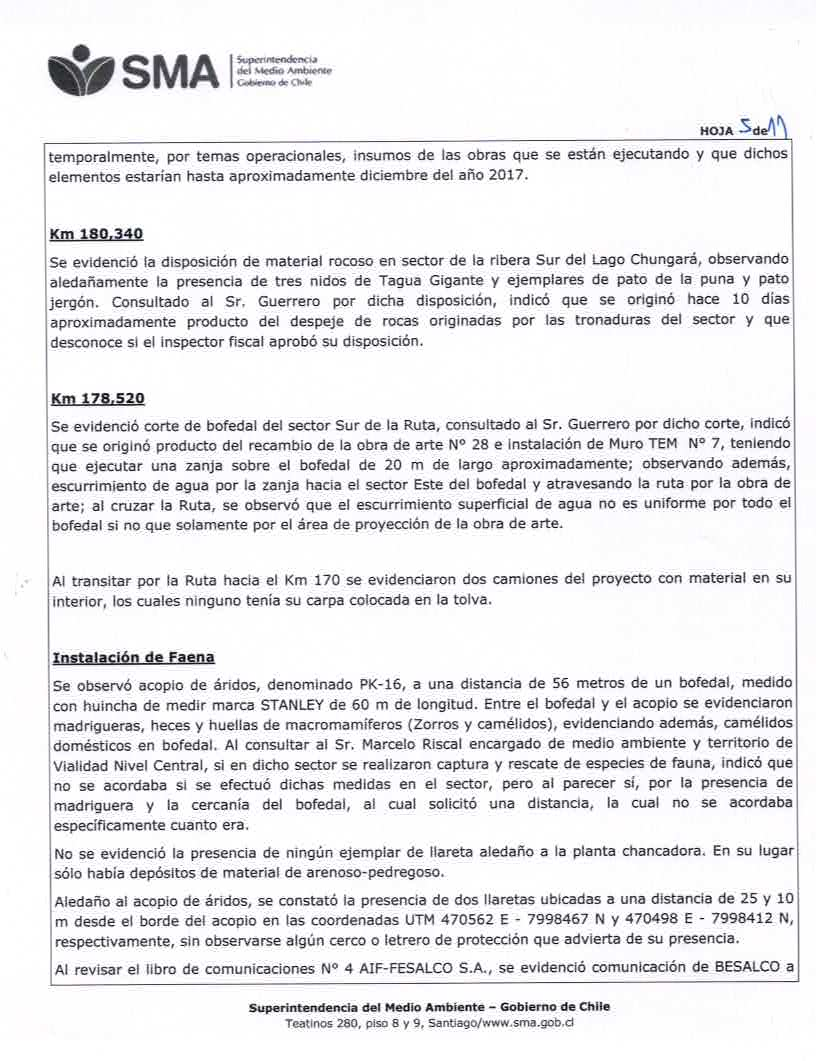 SMA
Superintendencia
del Medio Ambiente
Gobierno de Chile
HOJA 5 de 17
temporalmente, por temas operacionales, insumos de las obras que se están ejecutando y que dichos
elementos estarían hasta aproximadamente diciembre del año 2017.
Km 180,340
Se evidenció la disposición de material rocoso en sector de la ribera Sur del Lago Chungará, observando
aledañamente la presencia de tres nidos de Tagua Gigante y ejemplares de pato de la puna y pato
jergón. Consultado al Sr. Guerrero por dicha disposición, indicó que se originó hace 10 días
aproximadamente producto del despeje de rocas originadas por las tronaduras del sector y que
desconoce si el inspector fiscal aprobó su disposición.
Km 178,520
Se evidenció corte de bofedal del sector Sur de la Ruta, consultado al Sr. Guerrero por dicho corte, indicó
que se originó producto del recambio de la obra de arte N° 28 e instalación de Muro TEM N° 7, teniendo
que ejecutar una zanja sobre el bofedal de 20 m de largo aproximadamente; observando además,
escurrimiento de agua por la zanja hacia el sector Este del bofedal y atravesando la ruta por la obra de
arte; al cruzar la Ruta, se observó que el escurrimiento superficial de agua no es uniforme por todo el
bofedal si no que solamente por el área de proyección de la obra de arte.
Al transitar por la Ruta hacia el Km 170 se evidenciaron dos camiones del proyecto con material en su
interior, los cuales ninguno tenía su carpa colocada en la tolva.
Instalación de Faena
Se observó acopio de áridos, denominado PK-16, a una distancia de 56 metros de un bofedal, medido
con huincha de medir marca STANLEY de 60 m de longitud. Entre el bofedal y el acopio se evidenciaron
madrigueras, heces y huellas de macromamíferos (Zorros y camélidos), evidenciando además, camélidos
domésticos en bofedal. Al consultar al Sr. Marcelo Riscal encargado de medio ambiente y territorio de
Vialidad Nivel Central, si en dicho sector se realizaron captura y rescate de especies de fauna, indicó que
no se acordaba si se efectuó dichas medidas en el sector, pero al parecer sí, por la presencia de
madriguera y la cercanía del bofedal, al cual solicitó una distancia, la cual no se acordaba
específicamente cuanto era.
No se evidenció la presencia de ningún ejemplar de llareta aledaño a la planta chancadora. En su lugar
sólo había depósitos de material de arenoso-pedregoso.
Aledaño al acopio de áridos, se constató la presencia de dos llaretas ubicadas a una distancia de 25 y 10
m desde el borde del acopio en las coordenadas UTM 470562 E - 7998467 N y 470498 E - 7998412 N,
respectivamente, sin observarse algún cerco o letrero de protección que advierta de su presencia.
Al revisar el libro de comunicaciones N° 4 AIF-FESALCO S.A., se evidenció comunicación de BESALCO a
Superintendencia del Medio Ambiente – Gobierno de Chile
Teatinos 280, piso 8 y 9, Santiago/www.sma.gob.cl